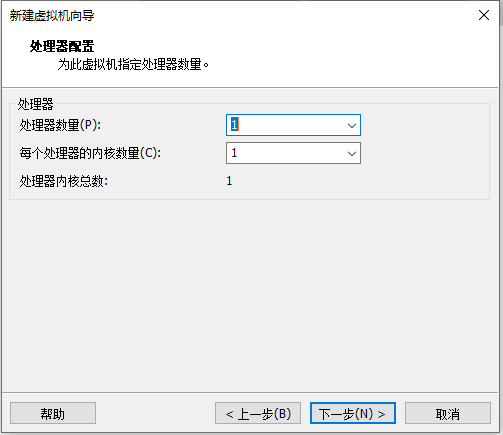 新建虚拟机向导
处理器配置
为此虚拟机指定处理器数量。
处理器
处理器数量(P):
1
每个处理器的内核数量(C):
1
处理器内核总数:
1
帮助
< 上一步(B)
下一步(N) >
取消